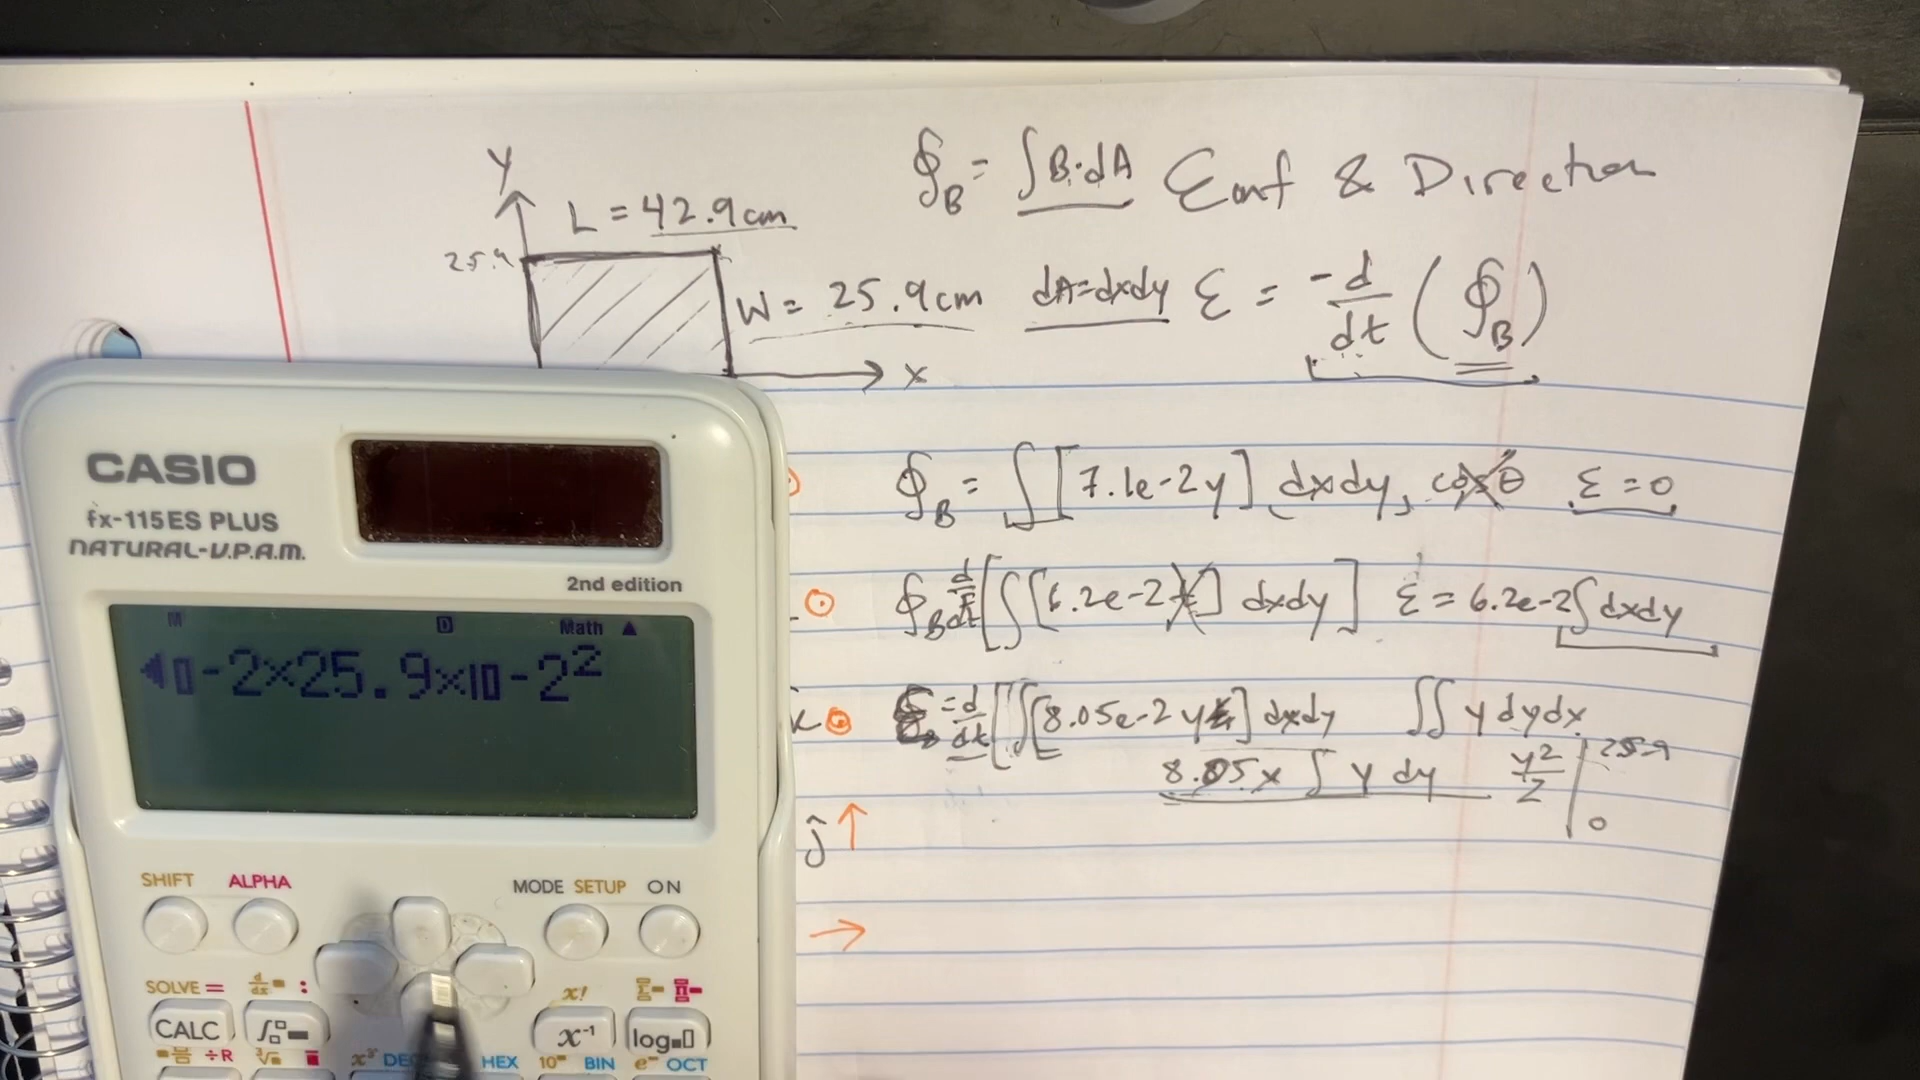 y
L = 42.9cm
Φ_B = ∫B·dA Emf & Direction
25.9
W = 25.9cm dA=dxdy ε = -d/dt (Φ_B)
x
CASIO
fx-115ES PLUS
NATURAL-V.P.A.M.
2nd edition
M D Math ▲
◀⏨-2×25.9×⏨-2²
SHIFT ALPHA MODE SETUP ON
SOLVE = d/dx :
x! Σ Π
CALC ∫ x⁻¹ log
÷R DEC HEX 10 BIN e OCT
Φ_B = ∫[7.1e-2y] dxdy, cosθ ε = 0
Φ_B d/dt [∫[6.2e-2t] dxdy] ε = 6.2e-2∫dxdy
k = d/dt [∫∫[8.05e-2 yt] dxdy ∫∫ y dydx
8.05x ∫ y dy y²/2 | 25.9 0
ĵ ↑
→